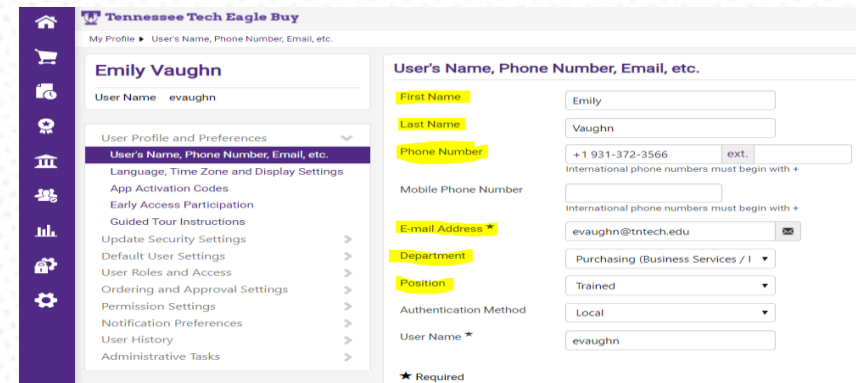 Tennessee Tech Eagle Buy
My Profile ▶ User's Name, Phone Number, Email, etc.
Emily Vaughn
User Name evaughn
User Profile and Preferences
User's Name, Phone Number, Email, etc.
Language, Time Zone and Display Settings
App Activation Codes
Early Access Participation
Guided Tour Instructions
Update Security Settings
Default User Settings
User Roles and Access
Ordering and Approval Settings
Permission Settings
Notification Preferences
User History
Administrative Tasks
User's Name, Phone Number, Email, etc.
First Name Emily
Last Name Vaughn
Phone Number +1 931-372-3566 ext.
International phone numbers must begin with +
Mobile Phone Number
International phone numbers must begin with +
E-mail Address ★ evaughn@tntech.edu
Department Purchasing (Business Services /
Position Trained
Authentication Method Local
User Name ★ evaughn
★ Required